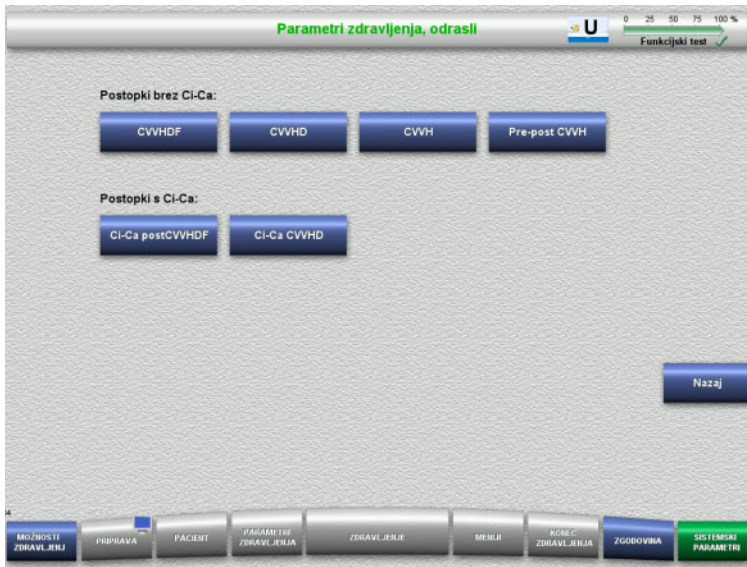 Parametri zdravljenja, odrasli
U
0 25 50 75 100 %
Funkcijski test
Postopki brez Ci-Ca:
CVVHDF CVVHD CVVH Pre-post CVVH
Postopki s Ci-Ca:
Ci-Ca postCVVHDF Ci-Ca CVVHD
Nazaj
MOŽNOSTI ZDRAVLJENJ
PRIPRAVA
PACIENT
PARAMETRI ZDRAVLJENJA
ZDRAVLJENJE
MENIJI
KONEC ZDRAVLJENJA
ZGODOVINA
SISTEMSKI PARAMETRI